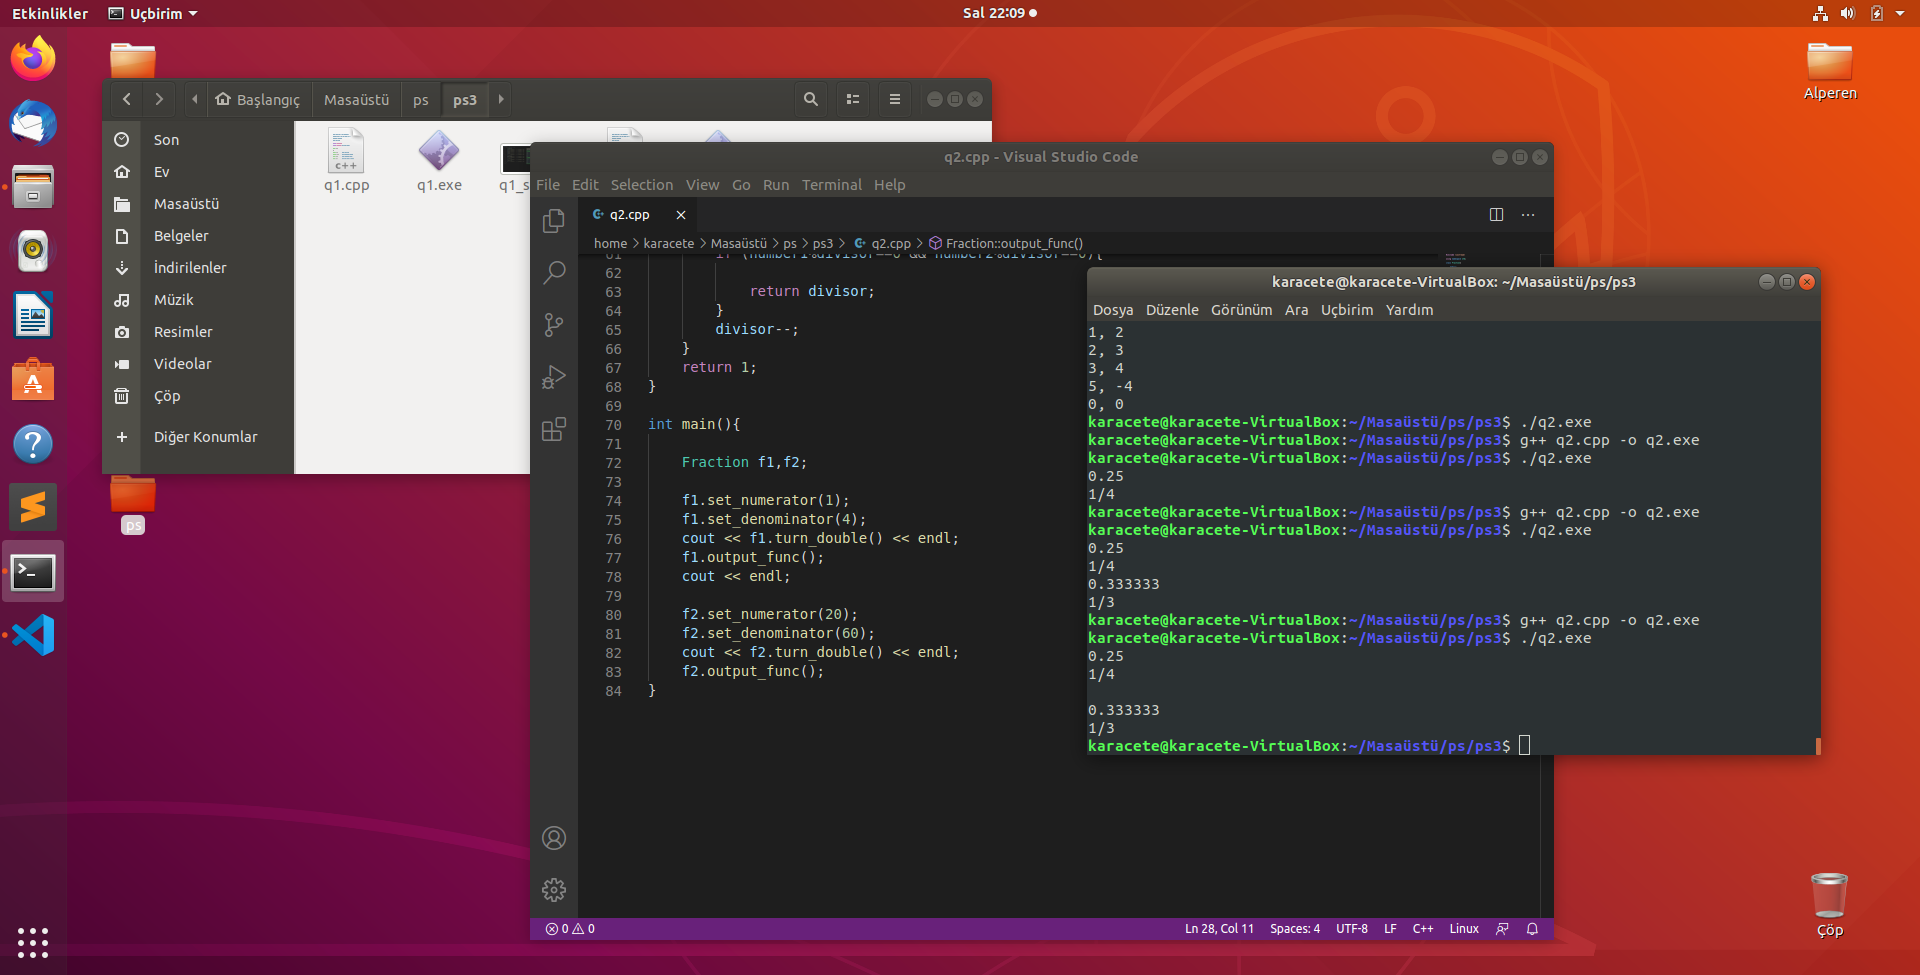 Etkinlikler
Uçbirim
Sal 22:09
Alperen
Başlangıç
Masaüstü
ps
ps3
Son
Ev
Masaüstü
Belgeler
İndirilenler
Müzik
Resimler
Videolar
Çöp
Diğer Konumlar
q1.cpp
q1.exe
q1_s
ps
q2.cpp - Visual Studio Code
File Edit Selection View Go Run Terminal Help
q2.cpp
home > karacete > Masaüstü > ps > ps3 > q2.cpp > Fraction::output_func()
61 if (number1%divisor==0 && number2%divisor==0){
62
63 return divisor;
64 }
65 divisor--;
66 }
67 return 1;
68 }
69
70 int main(){
71
72 Fraction f1,f2;
73
74 f1.set_numerator(1);
75 f1.set_denominator(4);
76 cout << f1.turn_double() << endl;
77 f1.output_func();
78 cout << endl;
79
80 f2.set_numerator(20);
81 f2.set_denominator(60);
82 cout << f2.turn_double() << endl;
83 f2.output_func();
84 }
0 0
Ln 28, Col 11 Spaces: 4 UTF-8 LF C++ Linux
karacete@karacete-VirtualBox: ~/Masaüstü/ps/ps3
Dosya Düzenle Görünüm Ara Uçbirim Yardım
1, 2
2, 3
3, 4
5, -4
0, 0
karacete@karacete-VirtualBox:~/Masaüstü/ps/ps3$ ./q2.exe
karacete@karacete-VirtualBox:~/Masaüstü/ps/ps3$ g++ q2.cpp -o q2.exe
karacete@karacete-VirtualBox:~/Masaüstü/ps/ps3$ ./q2.exe
0.25
1/4
karacete@karacete-VirtualBox:~/Masaüstü/ps/ps3$ g++ q2.cpp -o q2.exe
karacete@karacete-VirtualBox:~/Masaüstü/ps/ps3$ ./q2.exe
0.25
1/4
0.333333
1/3
karacete@karacete-VirtualBox:~/Masaüstü/ps/ps3$ g++ q2.cpp -o q2.exe
karacete@karacete-VirtualBox:~/Masaüstü/ps/ps3$ ./q2.exe
0.25
1/4
0.333333
1/3
karacete@karacete-VirtualBox:~/Masaüstü/ps/ps3$
Çöp